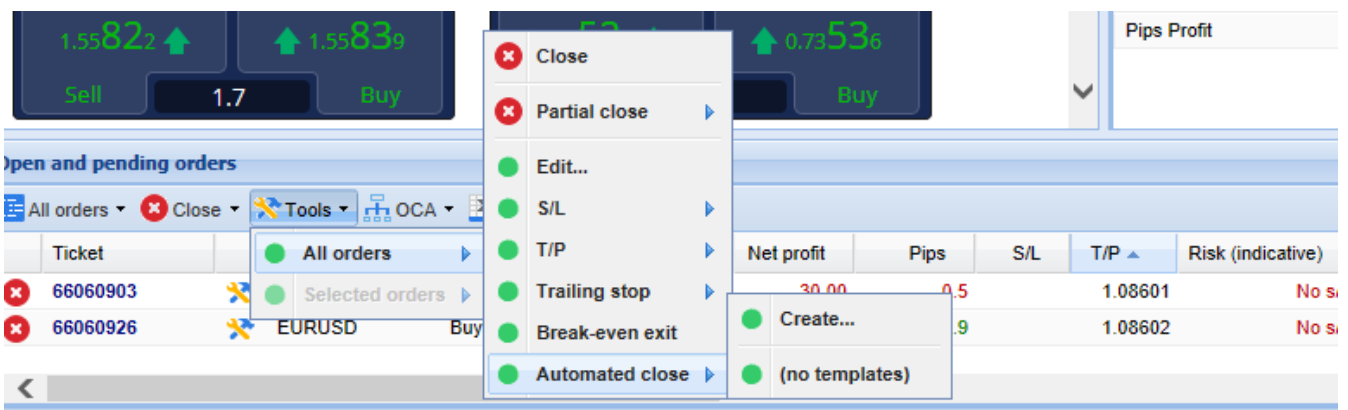 1.55822 1.55839 0.73536 Pips Profit
Sell 1.7 Buy Buy
Close
Partial close
Open and pending orders
Edit...
All orders Close Tools OCA S/L
Ticket All orders T/P Net profit Pips S/L T/P Risk (indicative)
66060903 Selected orders Trailing stop 30.00 0.5 1.08601 No
66060926 EURUSD Buy Break-even exit Create... .9 1.08602 No
Automated close (no templates)